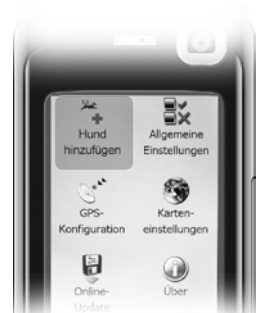 Hund
hinzufügen
Allgemeine
Einstellungen
GPS-
Konfiguration
Karten-
einstellungen
Online-
Update
Über